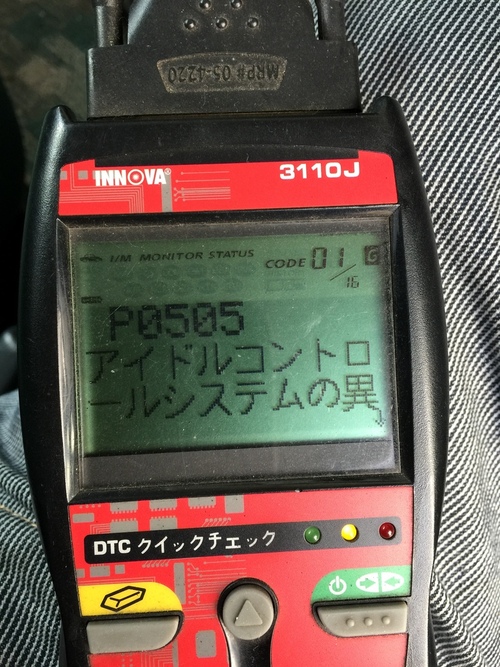 MRP# 05-4220
INNOVA®
3110J
I/M MONITOR STATUS
CODE 01/16
P0505
アイドルコントロ
ールシステムの異
DTC クイックチェック